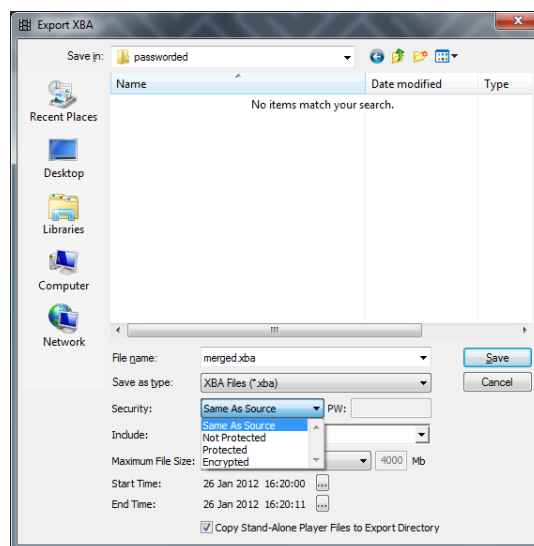 Export XBA
Save in: passworded
Name Date modified Type
No items match your search.
Recent Places
Desktop
Libraries
Computer
Network
File name: merged.xba Save
Save as type: XBA Files (*.xba) Cancel
Security: Same As Source PW:
Same As Source
Not Protected
Protected
Encrypted
Include:
Maximum File Size: 4000 Mb
Start Time: 26 Jan 2012 16:20:00 ...
End Time: 26 Jan 2012 16:20:11 ...
Copy Stand-Alone Player Files to Export Directory